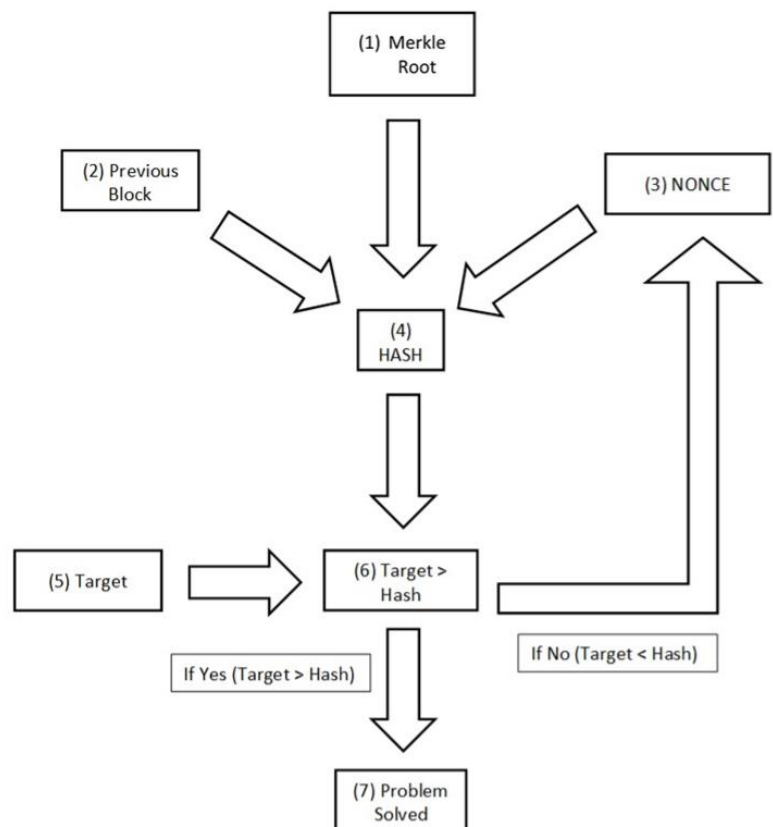 (1) Merkle
Root
(2) Previous
Block
(3) NONCE
(4)
HASH
(5) Target
(6) Target >
Hash
If Yes (Target > Hash)
If No (Target < Hash)
(7) Problem
Solved